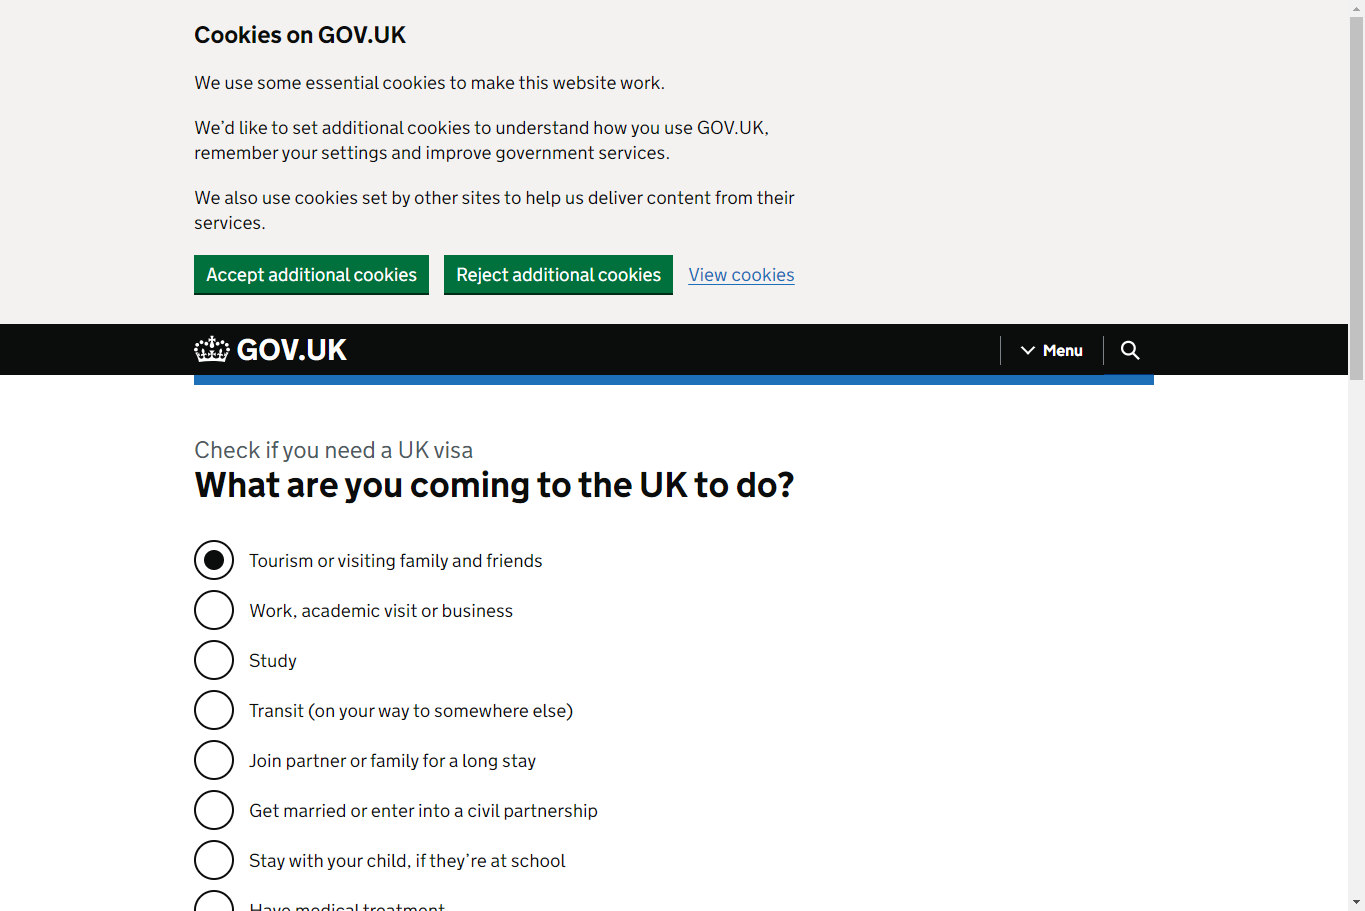 Cookies on GOV.UK
We use some essential cookies to make this website work.
We’d like to set additional cookies to understand how you use GOV.UK,
remember your settings and improve government services.
We also use cookies set by other sites to help us deliver content from their
services.
Accept additional cookies Reject additional cookies View cookies
GOV.UK Menu
Check if you need a UK visa
What are you coming to the UK to do?
Tourism or visiting family and friends
Work, academic visit or business
Study
Transit (on your way to somewhere else)
Join partner or family for a long stay
Get married or enter into a civil partnership
Stay with your child, if they’re at school
Have medical treatment